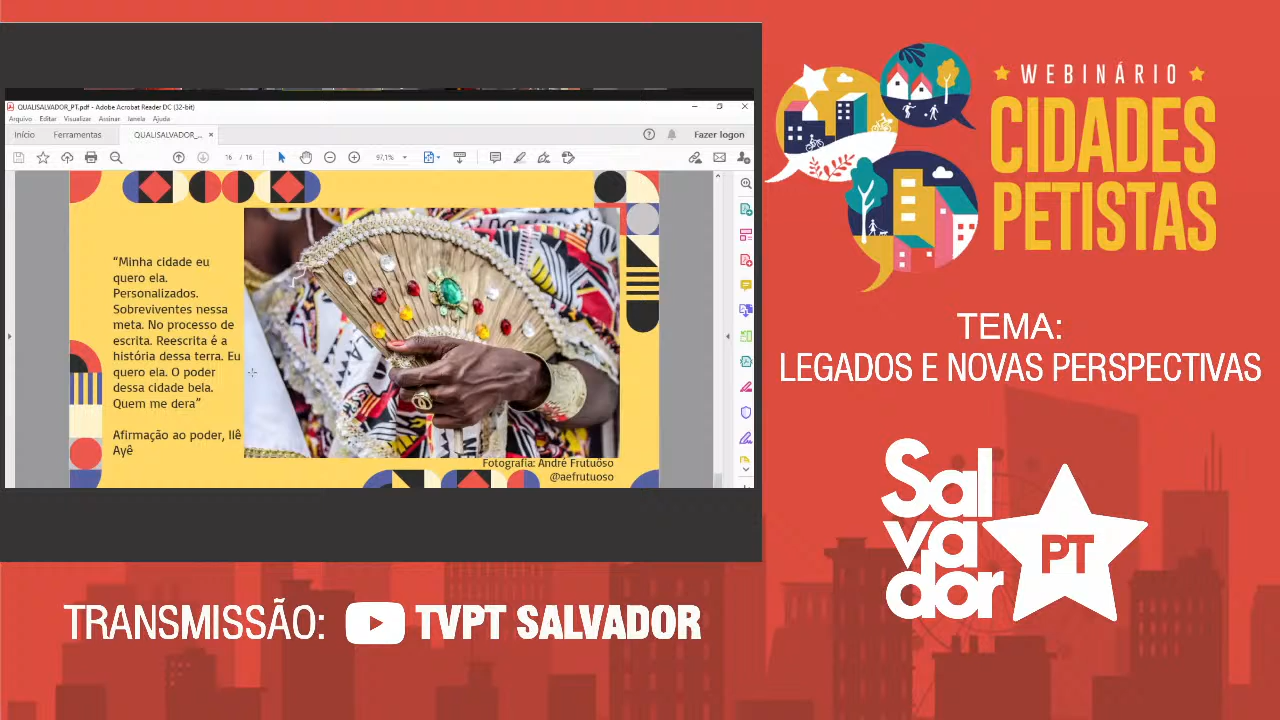 QUALISALVADOR_PT.pdf - Adobe Acrobat Reader DC (32-bit)
Arquivo Editar Visualizar Assinar Janela Ajuda
Início Ferramentas QUALISALVADOR_... × Fazer logon
16 / 16 97,1%
“Minha cidade eu
quero ela.
Personalizados.
Sobreviventes nessa
meta. No processo de
escrita. Reescrita é a
história dessa terra. Eu
quero ela. O poder
dessa cidade bela.
Quem me dera”
Afirmação ao poder, Ilê
Ayê
Fotografia: André Frutuôso
@aefrutuoso
WEBINÁRIO
CIDADES
PETISTAS
TEMA:
LEGADOS E NOVAS PERSPECTIVAS
Sal
va
dor
PT
TRANSMISSÃO: TVPT SALVADOR